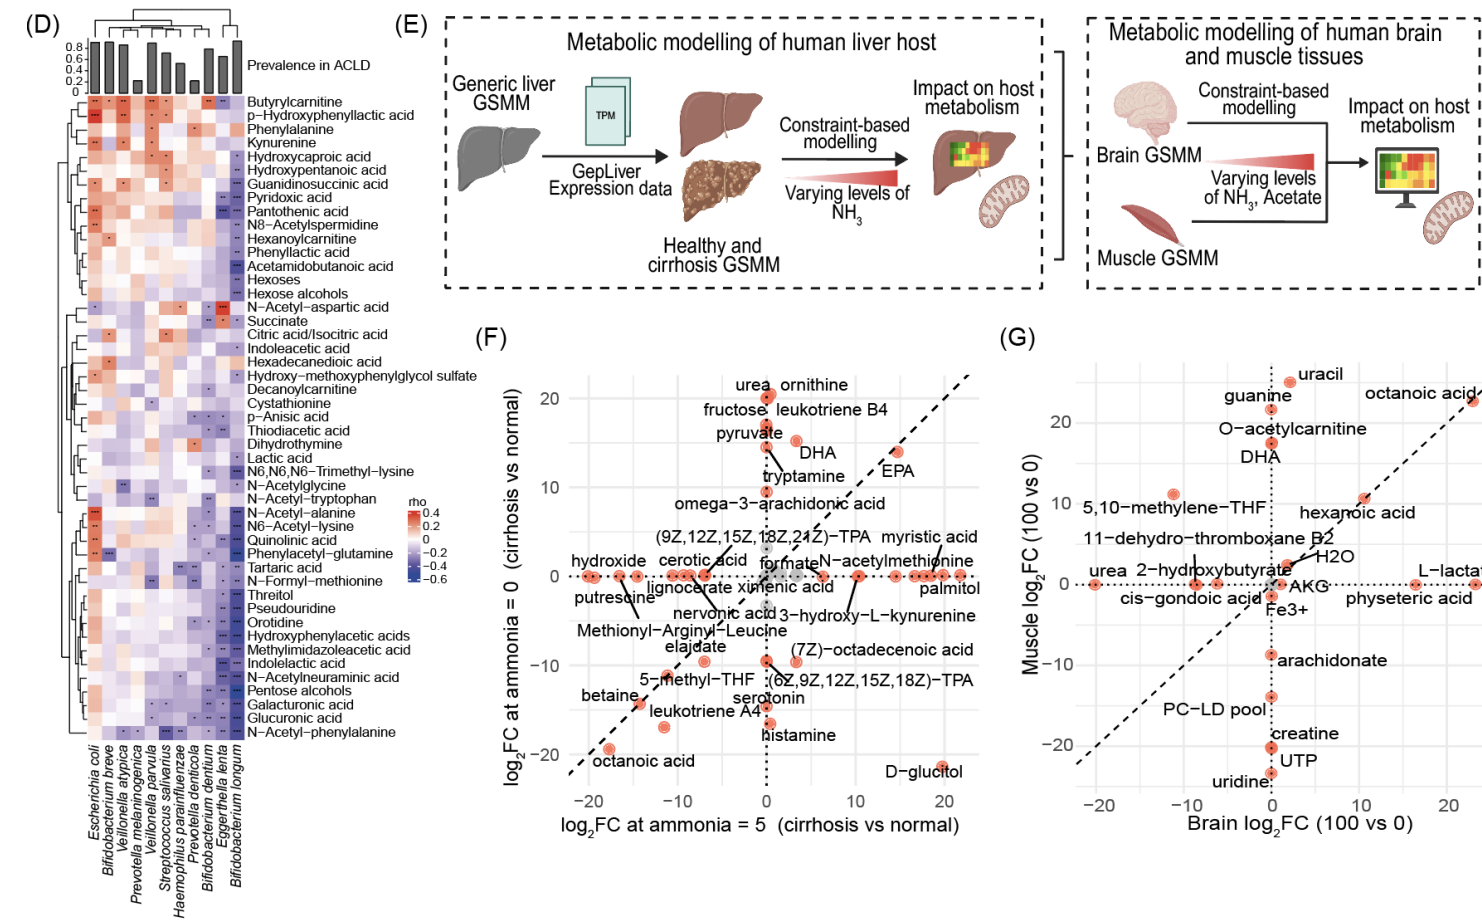 (D)
0.8
0.6
0.4
0.2
0
Prevalence in ACLD
Butyrylcarnitine
p−Hydroxyphenyllactic acid
Phenylalanine
Kynurenine
Hydroxycaproic acid
Hydroxypentanoic acid
Guanidinosuccinic acid
Pyridoxic acid
Pantothenic acid
N8−Acetylspermidine
Hexanoylcarnitine
Phenyllactic acid
Acetamidobutanoic acid
Hexoses
Hexose alcohols
N−Acetyl−aspartic acid
Succinate
Citric acid/Isocitric acid
Indoleacetic acid
Hexadecanedioic acid
Hydroxy−methoxyphenylglycol sulfate
Decanoylcarnitine
Cystathionine
p−Anisic acid
Thiodiacetic acid
Dihydrothymine
Lactic acid
N6,N6,N6−Trimethyl−lysine
N−Acetylglycine
N−Acetyl−tryptophan
N−Acetyl−alanine
N6−Acetyl−lysine
Quinolinic acid
Phenylacetyl−glutamine
Tartaric acid
N−Formyl−methionine
Threitol
Pseudouridine
Orotidine
Hydroxyphenylacetic acids
Methylimidazoleacetic acid
Indolelactic acid
N−Acetylneuraminic acid
Pentose alcohols
Galacturonic acid
Glucuronic acid
N−Acetyl−phenylalanine
rho
0.4
0.2
0
−0.2
−0.4
−0.6
Escherichia coli
Bifidobacterium breve
Veillonella atypica
Prevotella melaninogenica
Veillonella parvula
Streptococcus salivarius
Haemophilus parainfluenzae
Prevotella denticola
Bifidobacterium dentium
Eggerthella lenta
Bifidobacterium longum
(E)
Metabolic modelling of human liver host
Generic liver
GSMM
TPM
GepLiver
Expression data
Healthy and
cirrhosis GSMM
Constraint-based
modelling
Varying levels of
NH3
Impact on host
metabolism
Metabolic modelling of human brain
and muscle tissues
Brain GSMM
Muscle GSMM
Constraint-based
modelling
Varying levels
of NH3, Acetate
Impact on host
metabolism
(F)
log2FC at ammonia = 0 (cirrhosis vs normal)
20
10
0
−10
−20
urea ornithine
fructose leukotriene B4
pyruvate
DHA
tryptamine
EPA
omega−3−arachidonic acid
(9Z,12Z,15Z,18Z,21Z)−TPA myristic acid
hydroxide cerotic acid formate N−acetylmethionine
putrescine lignocerate ximenic acid palmitol
nervonic acid 3−hydroxy−L−kynurenine
Methionyl−Arginyl−Leucine
elaidate (7Z)−octadecenoic acid
5−methyl−THF (6Z,9Z,12Z,15Z,18Z)−TPA
betaine serotonin
leukotriene A4
histamine
octanoic acid
D−glucitol
−20 −10 0 10 20
log2FC at ammonia = 5 (cirrhosis vs normal)
(G)
Muscle log2FC (100 vs 0)
20
10
0
−10
−20
uracil
guanine octanoic acid
O−acetylcarnitine
DHA
5,10−methylene−THF hexanoic acid
11−dehydro−thromboxane B2
H2O
urea 2−hydroxybutyrate L−lacta
cis−gondoic acid AKG physeteric acid
Fe3+
arachidonate
PC−LD pool
creatine
UTP
uridine
−20 −10 0 10 20
Brain log2FC (100 vs 0)